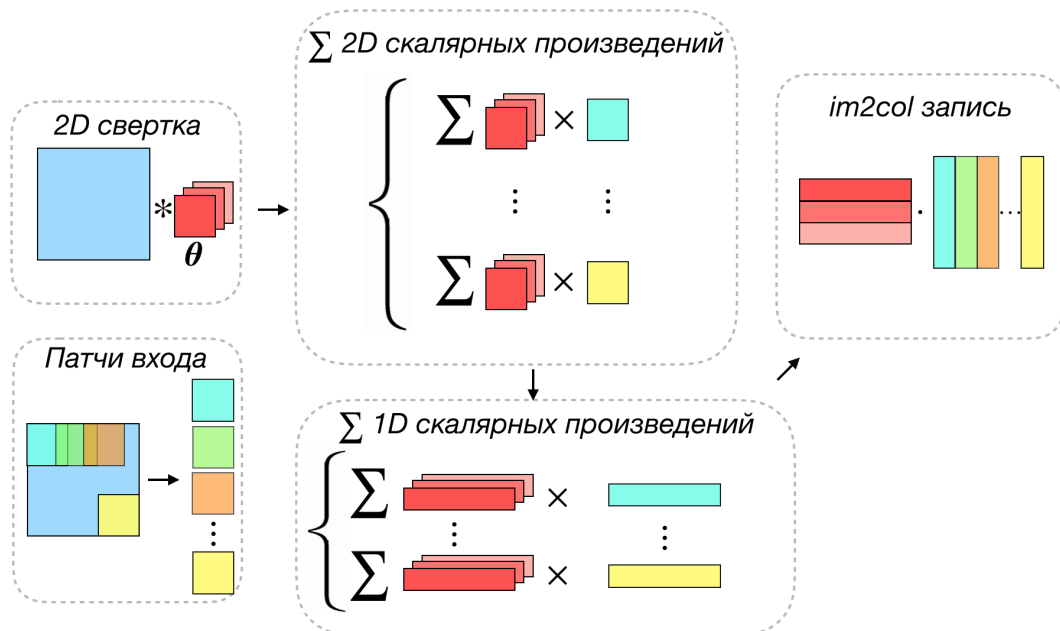 2D свертка
*
θ
Патчи входа
∑ 2D скалярных произведений
∑ ×
∑ ×
∑ 1D скалярных произведений
∑ ×
∑ ×
im2col запись